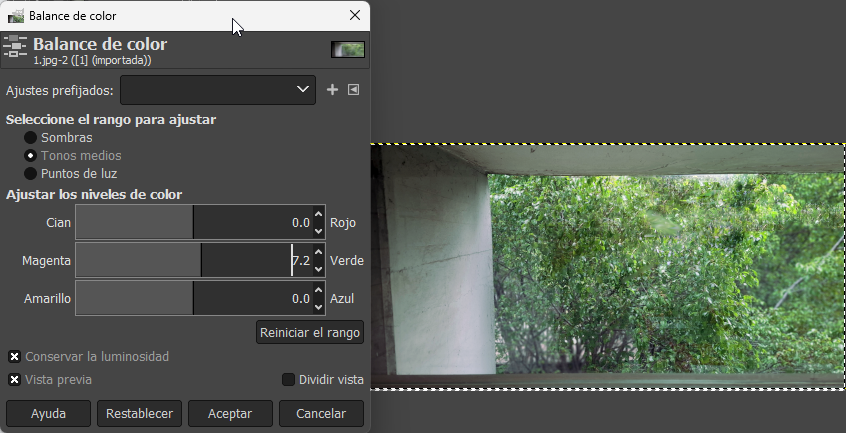 Balance de color
Balance de color
1.jpg-2 ([1] (importada))
Ajustes prefijados:
Seleccione el rango para ajustar
Sombras
Tonos medios
Puntos de luz
Ajustar los niveles de color
Cian 0.0 Rojo
Magenta 7.2 Verde
Amarillo 0.0 Azul
Reiniciar el rango
Conservar la luminosidad
Vista previa Dividir vista
Ayuda Restablecer Aceptar Cancelar